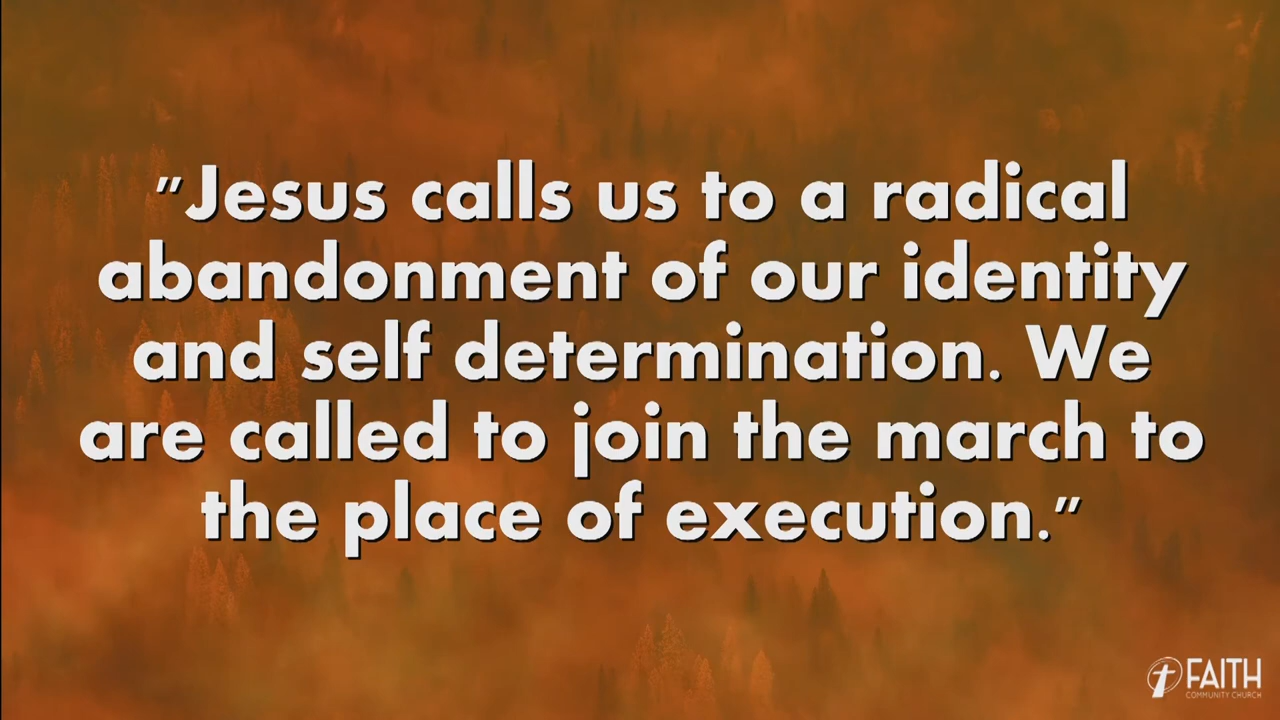 "Jesus calls us to a radical
abandonment of our identity
and self determination. We
are called to join the march to
the place of execution."
FAITH
COMMUNITY CHURCH